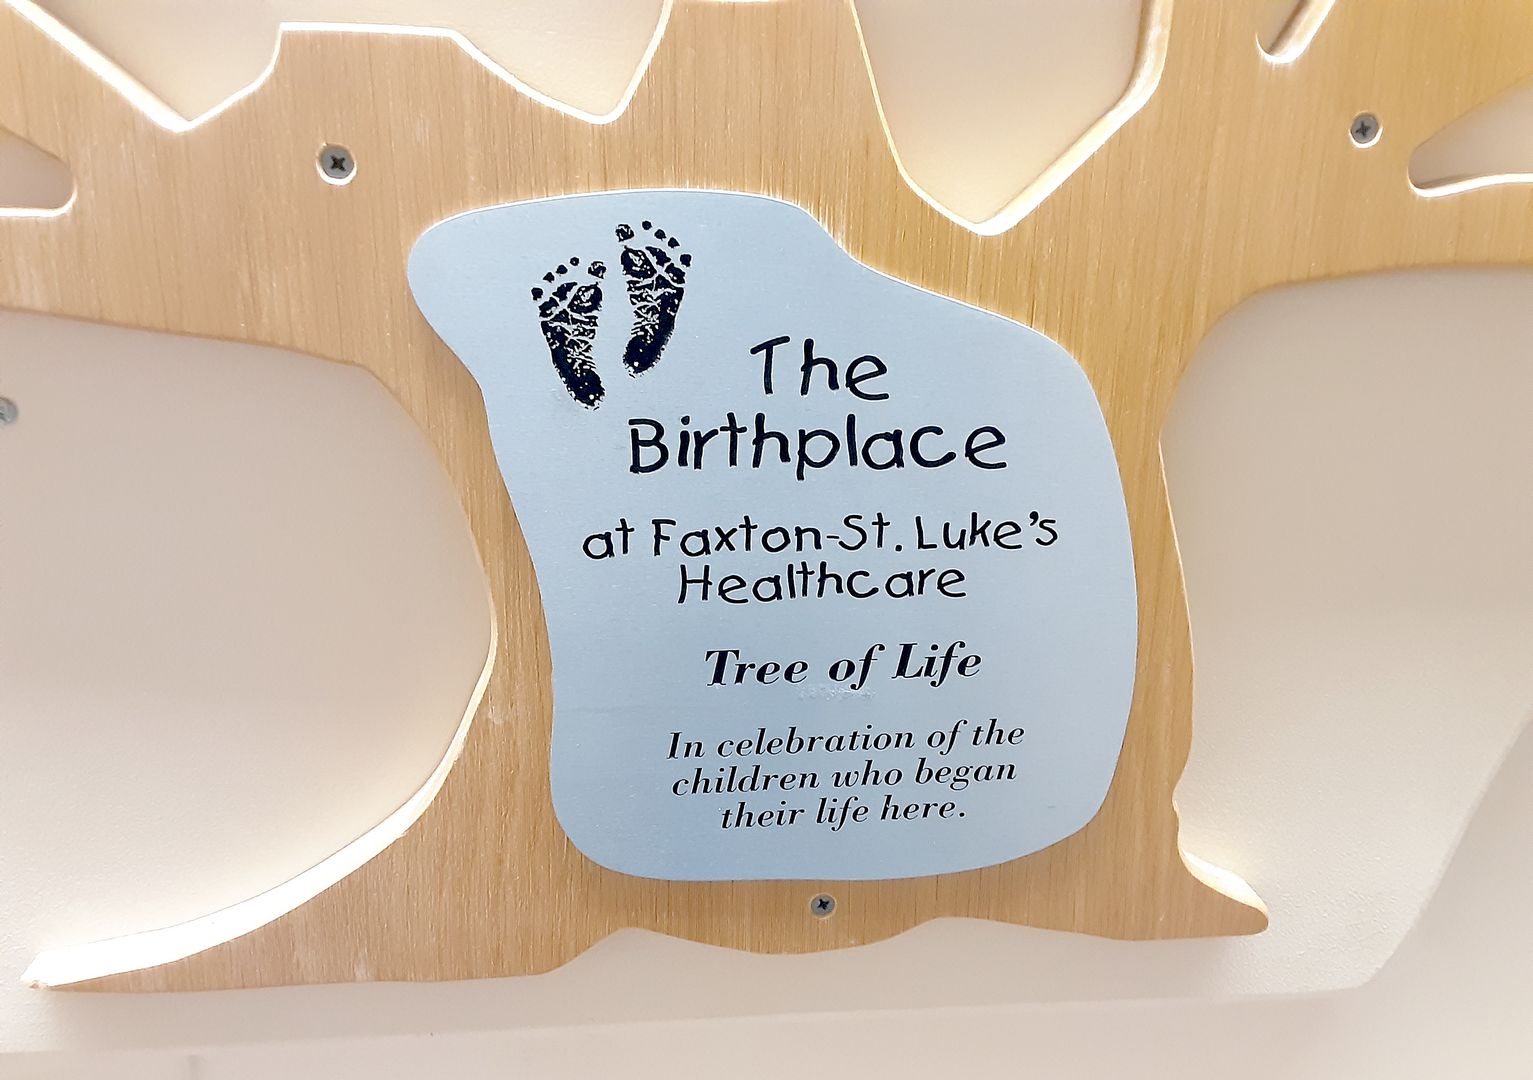 The
Birthplace
at Faxton-St. Luke's
Healthcare
Tree of Life
In celebration of the
children who began
their life here.